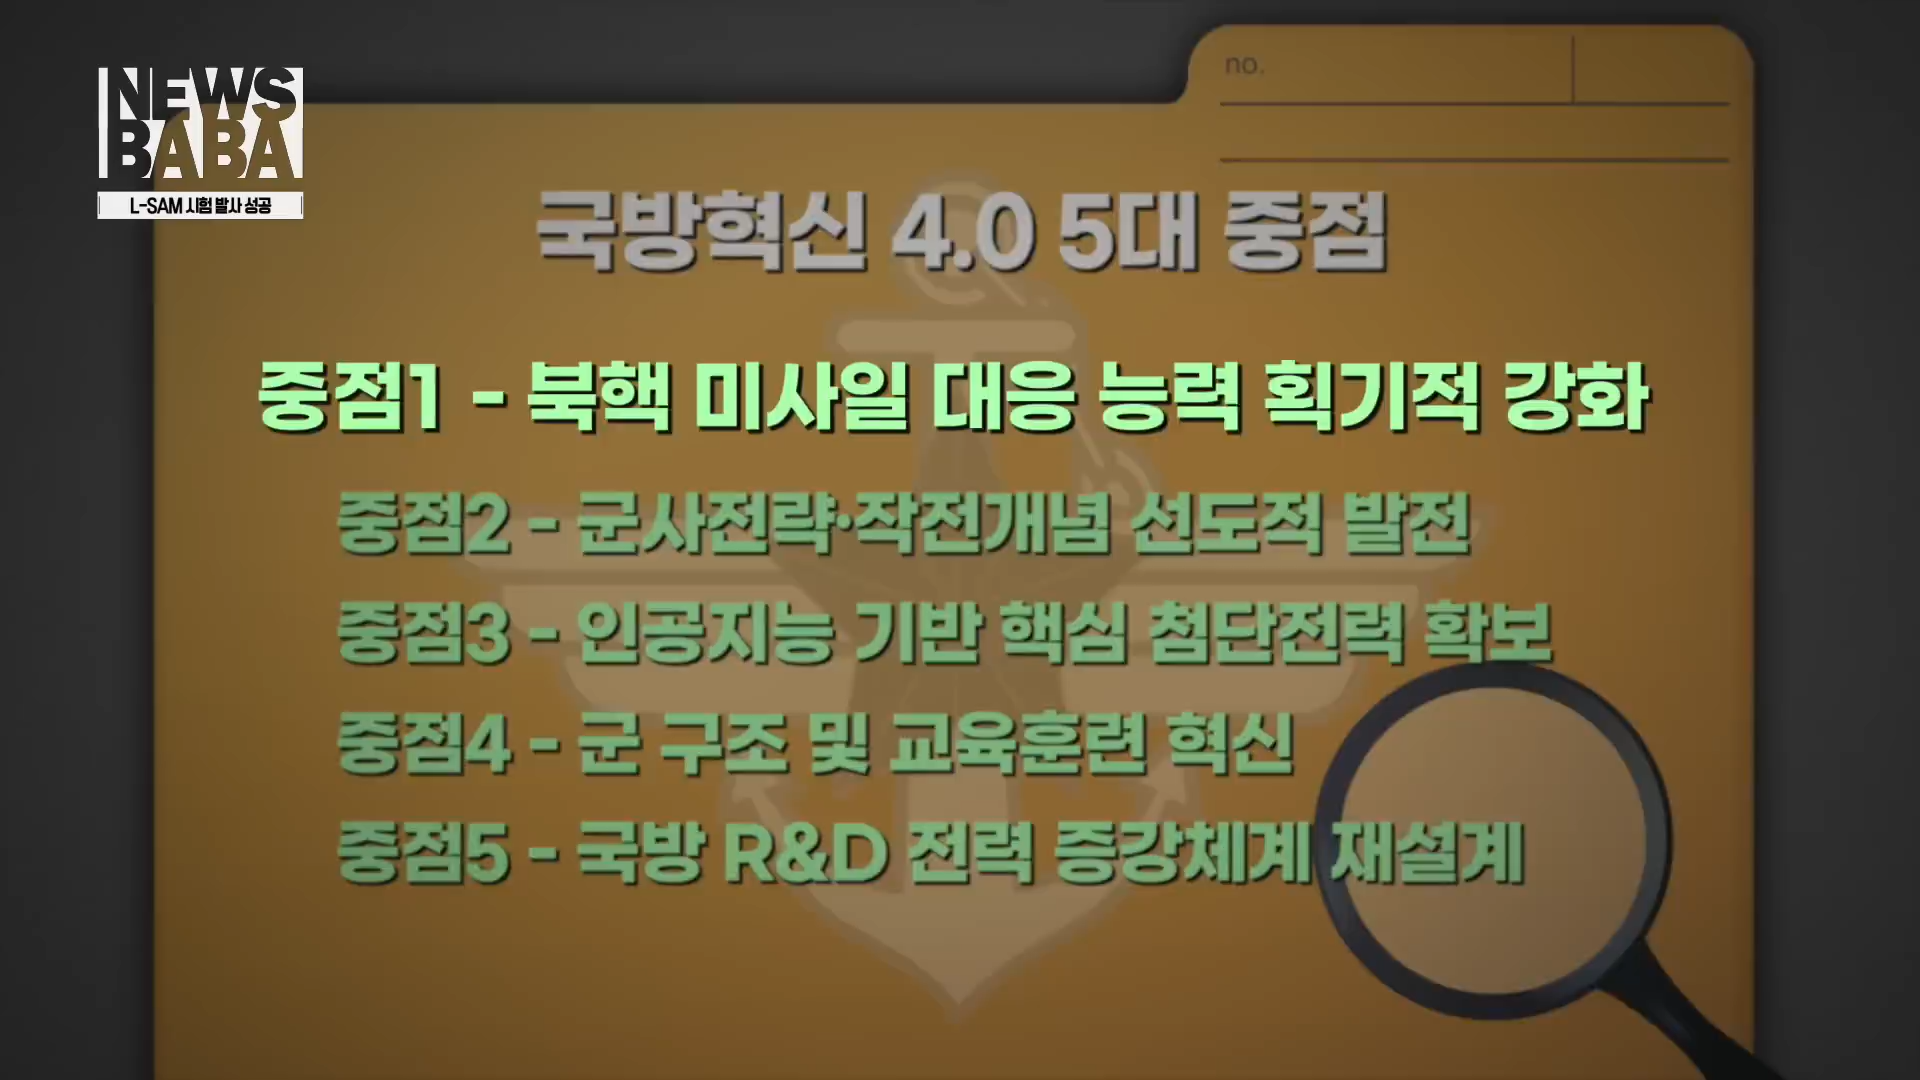 NEWS
BABA
L-SAM 시험 발사 성공
no.
국방혁신 4.0 5대 중점
중점1 - 북핵 미사일 대응 능력 획기적 강화
중점2 - 군사전략·작전개념 선도적 발전
중점3 - 인공지능 기반 핵심 첨단전력 확보
중점4 - 군 구조 및 교육훈련 혁신
중점5 - 국방 R&D 전력 증강체계 재설계